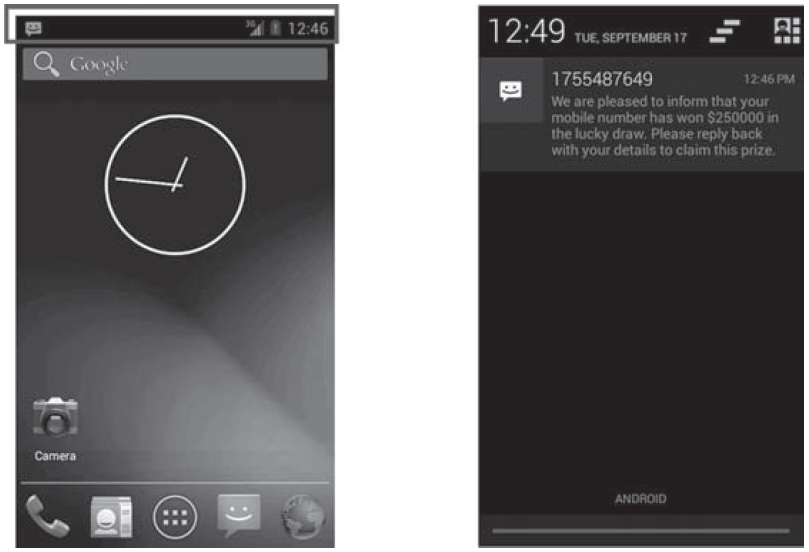 3G 12:46
Google
Camera
12:49 TUE, SEPTEMBER 17
1755487649 12:46 PM
We are pleased to inform that your
mobile number has won $250000 in
the lucky draw. Please reply back
with your details to claim this prize.
ANDROID